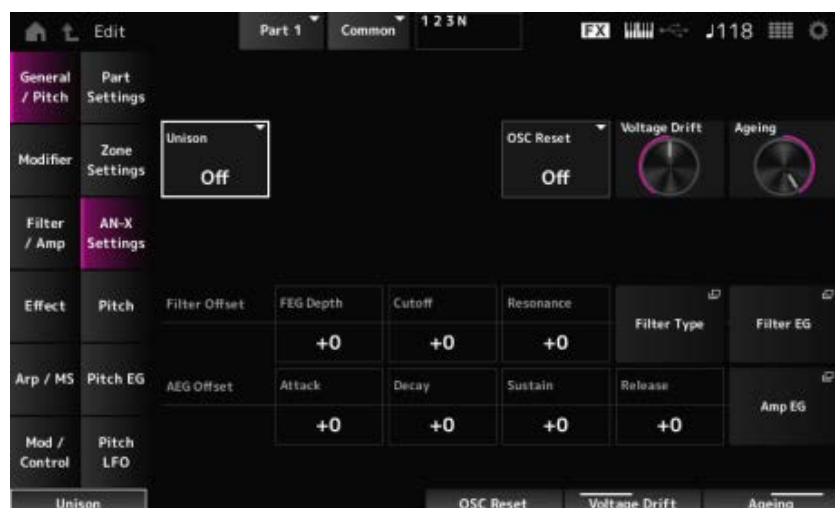 Edit
Part 1
Common
1 2 3 N
FX
♩118
General / Pitch
Part Settings
Modifier
Zone Settings
Unison
Off
OSC Reset
Off
Voltage Drift
Ageing
Filter / Amp
AN-X Settings
Effect
Pitch
Filter Offset
FEG Depth
+0
Cutoff
+0
Resonance
+0
Filter Type
Filter EG
Arp / MS
Pitch EG
AEG Offset
Attack
+0
Decay
+0
Sustain
+0
Release
+0
Amp EG
Mod / Control
Pitch LFO
Unison
OSC Reset
Voltage Drift
Ageing